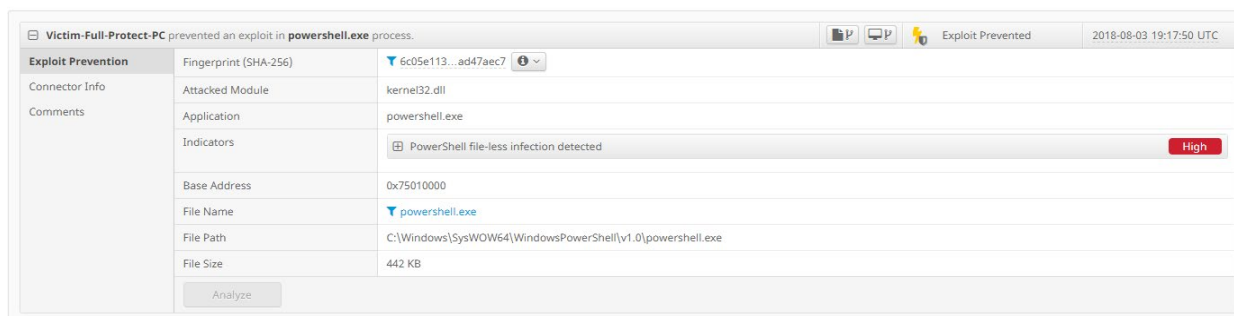 Victim-Full-Protect-PC prevented an exploit in powershell.exe process. Exploit Prevented 2018-08-03 19:17:50 UTC
Exploit Prevention
Connector Info
Comments
Fingerprint (SHA-256) 6c05e113...ad47aec7
Attacked Module kernel32.dll
Application powershell.exe
Indicators PowerShell file-less infection detected High
Base Address 0x75010000
File Name powershell.exe
File Path C:\Windows\SysWOW64\WindowsPowerShell\v1.0\powershell.exe
File Size 442 KB
Analyze